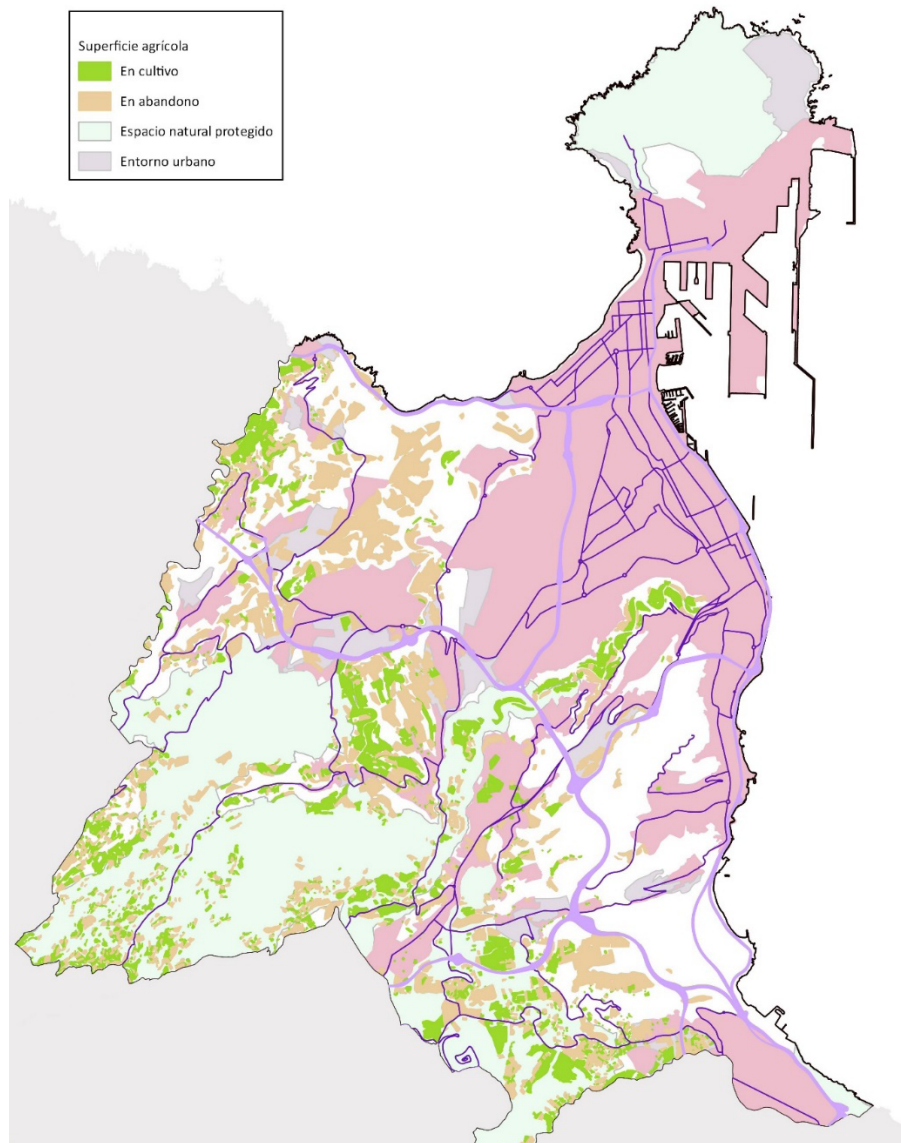 Superficie agrícola
En cultivo
En abandono
Espacio natural protegido
Entorno urbano